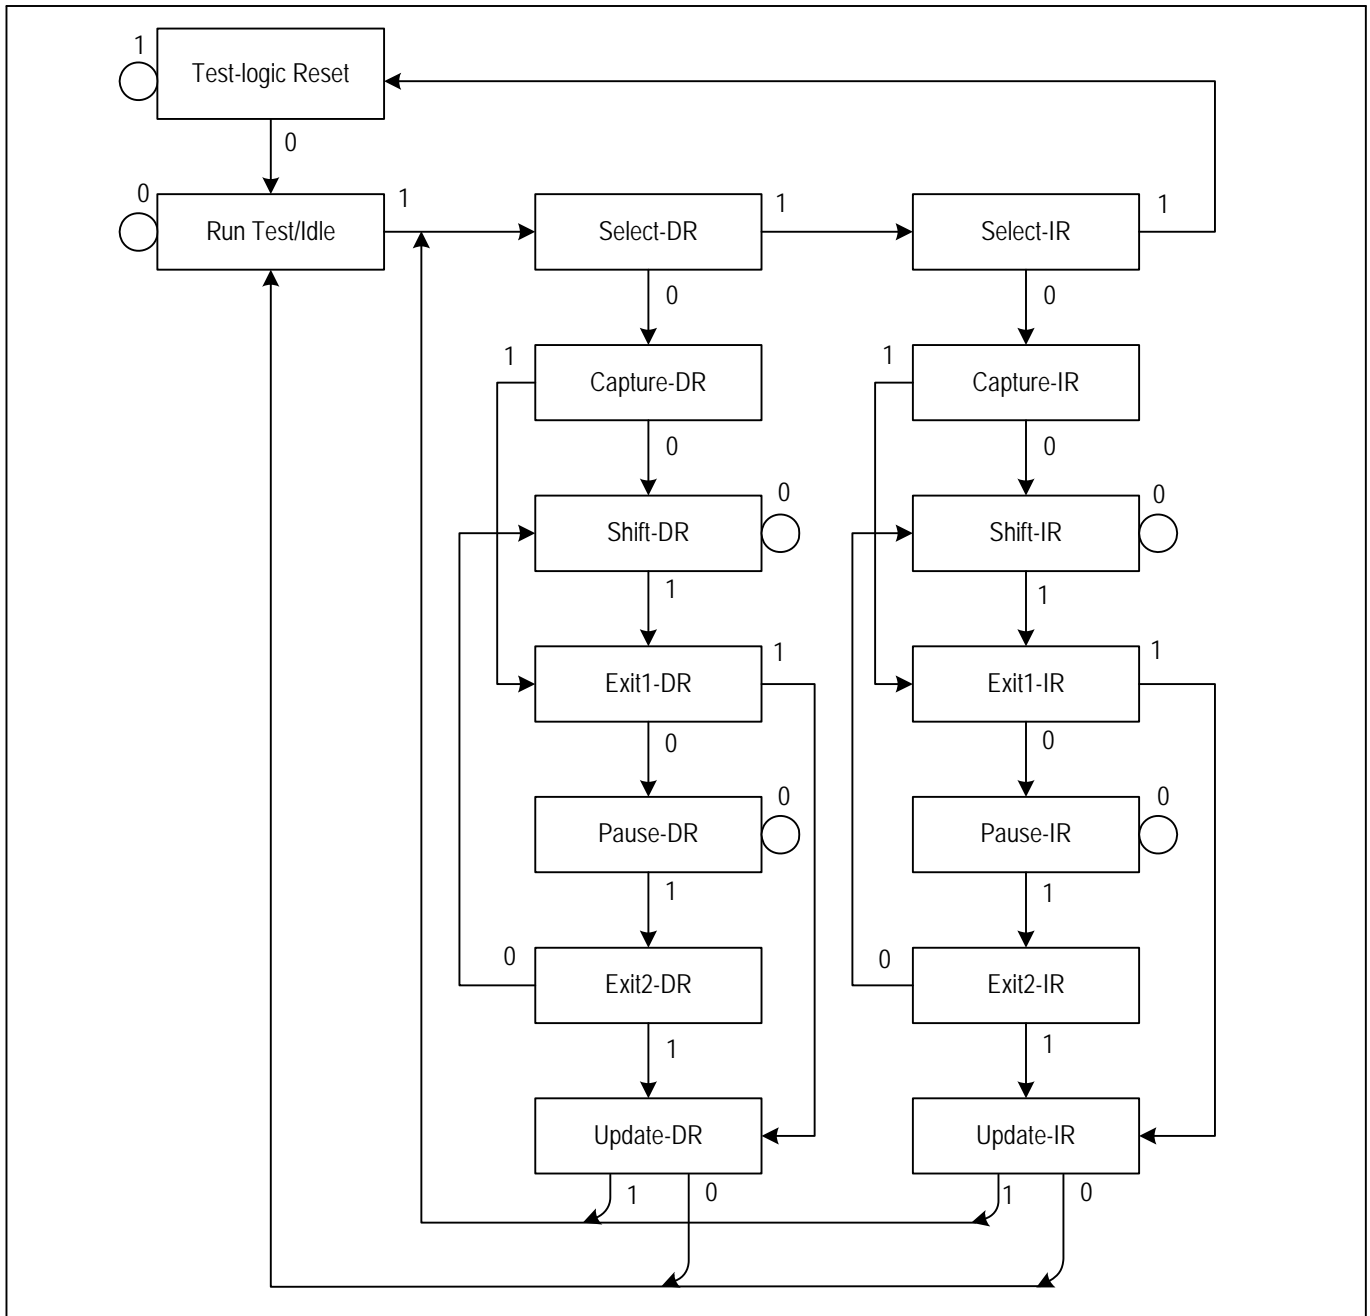 1
Test-logic Reset
0
0
Run Test/Idle
1
Select-DR
1
Select-IR
1
0
0
1
Capture-DR
1
Capture-IR
0
0
Shift-DR
0
Shift-IR
0
1
1
Exit1-DR
1
Exit1-IR
1
0
0
Pause-DR
0
Pause-IR
0
1
1
0
Exit2-DR
0
Exit2-IR
1
1
Update-DR
Update-IR
1
0
1
0